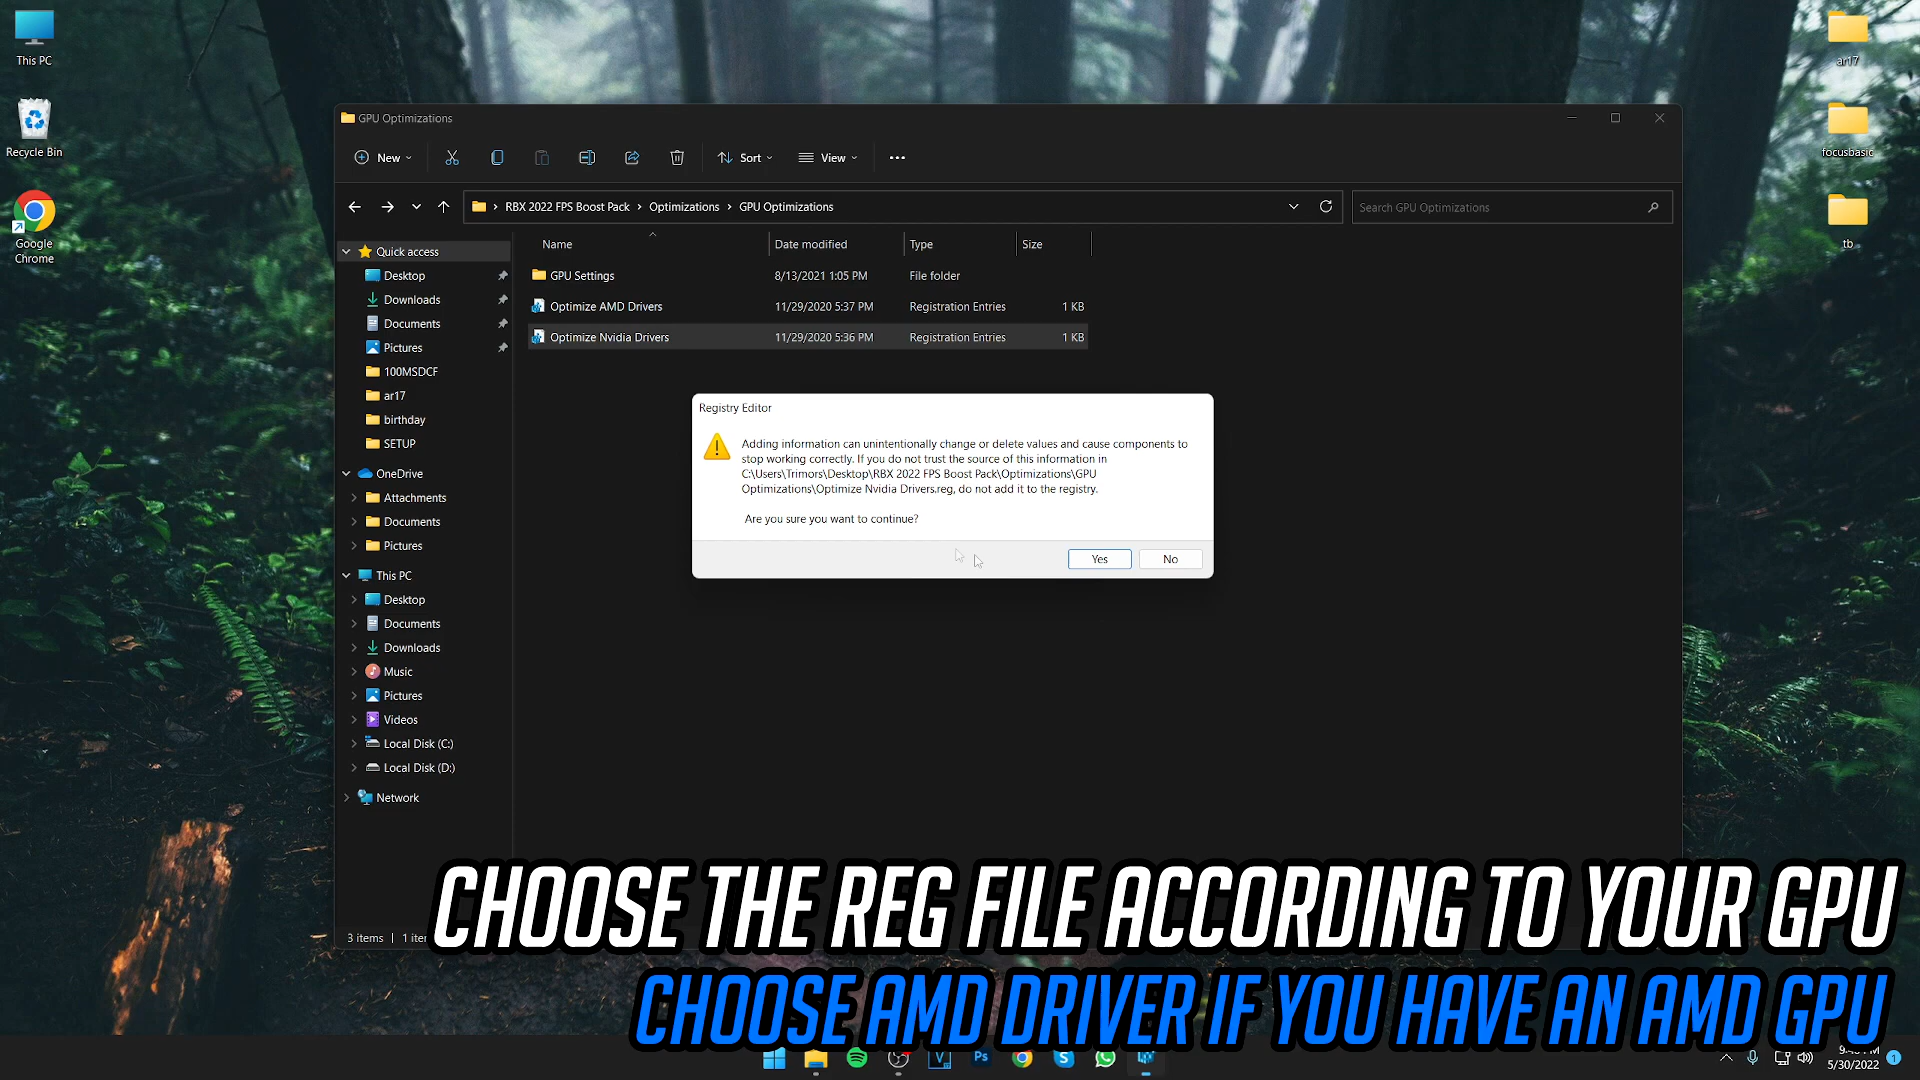 This PC
Recycle Bin
Google
Chrome
ar17
focusbasic
tb
GPU Optimizations
New
Sort
View
RBX 2022 FPS Boost Pack > Optimizations > GPU Optimizations
Search GPU Optimizations
Name
Date modified
Type
Size
GPU Settings
8/13/2021 1:05 PM
File folder
Optimize AMD Drivers
11/29/2020 5:37 PM
Registration Entries
1 KB
Optimize Nvidia Drivers
11/29/2020 5:36 PM
Registration Entries
1 KB
Quick access
Desktop
Downloads
Documents
Pictures
100MSDCF
ar17
birthday
SETUP
OneDrive
Attachments
Documents
Pictures
This PC
Desktop
Documents
Downloads
Music
Pictures
Videos
Local Disk (C:)
Local Disk (D:)
Network
Registry Editor
Adding information can unintentionally change or delete values and cause components to
stop working correctly. If you do not trust the source of this information in
C:\Users\Trimors\Desktop\RBX 2022 FPS Boost Pack\Optimizations\GPU
Optimizations\Optimize Nvidia Drivers.reg, do not add it to the registry.
Are you sure you want to continue?
Yes
No
3 items
CHOOSE THE REG FILE ACCORDING TO YOUR GPU
CHOOSE AMD DRIVER IF YOU HAVE AN AMD GPU
Ps
5/30/2022
1